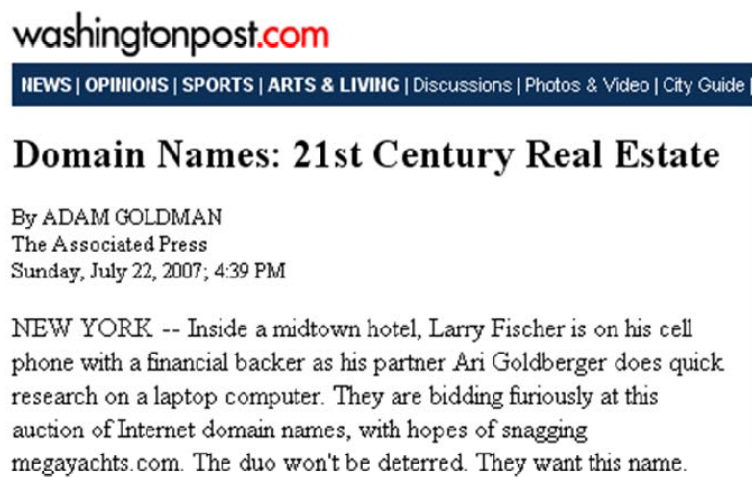 washingtonpost.com
NEWS | OPINIONS | SPORTS | ARTS & LIVING | Discussions | Photos & Video | City Guide |
Domain Names: 21st Century Real Estate
By ADAM GOLDMAN
The Associated Press
Sunday, July 22, 2007; 4:39 PM
NEW YORK -- Inside a midtown hotel, Larry Fischer is on his cell
phone with a financial backer as his partner Ari Goldberger does quick
research on a laptop computer. They are bidding furiously at this
auction of Internet domain names, with hopes of snagging
megayachts.com. The duo won't be deterred. They want this name.